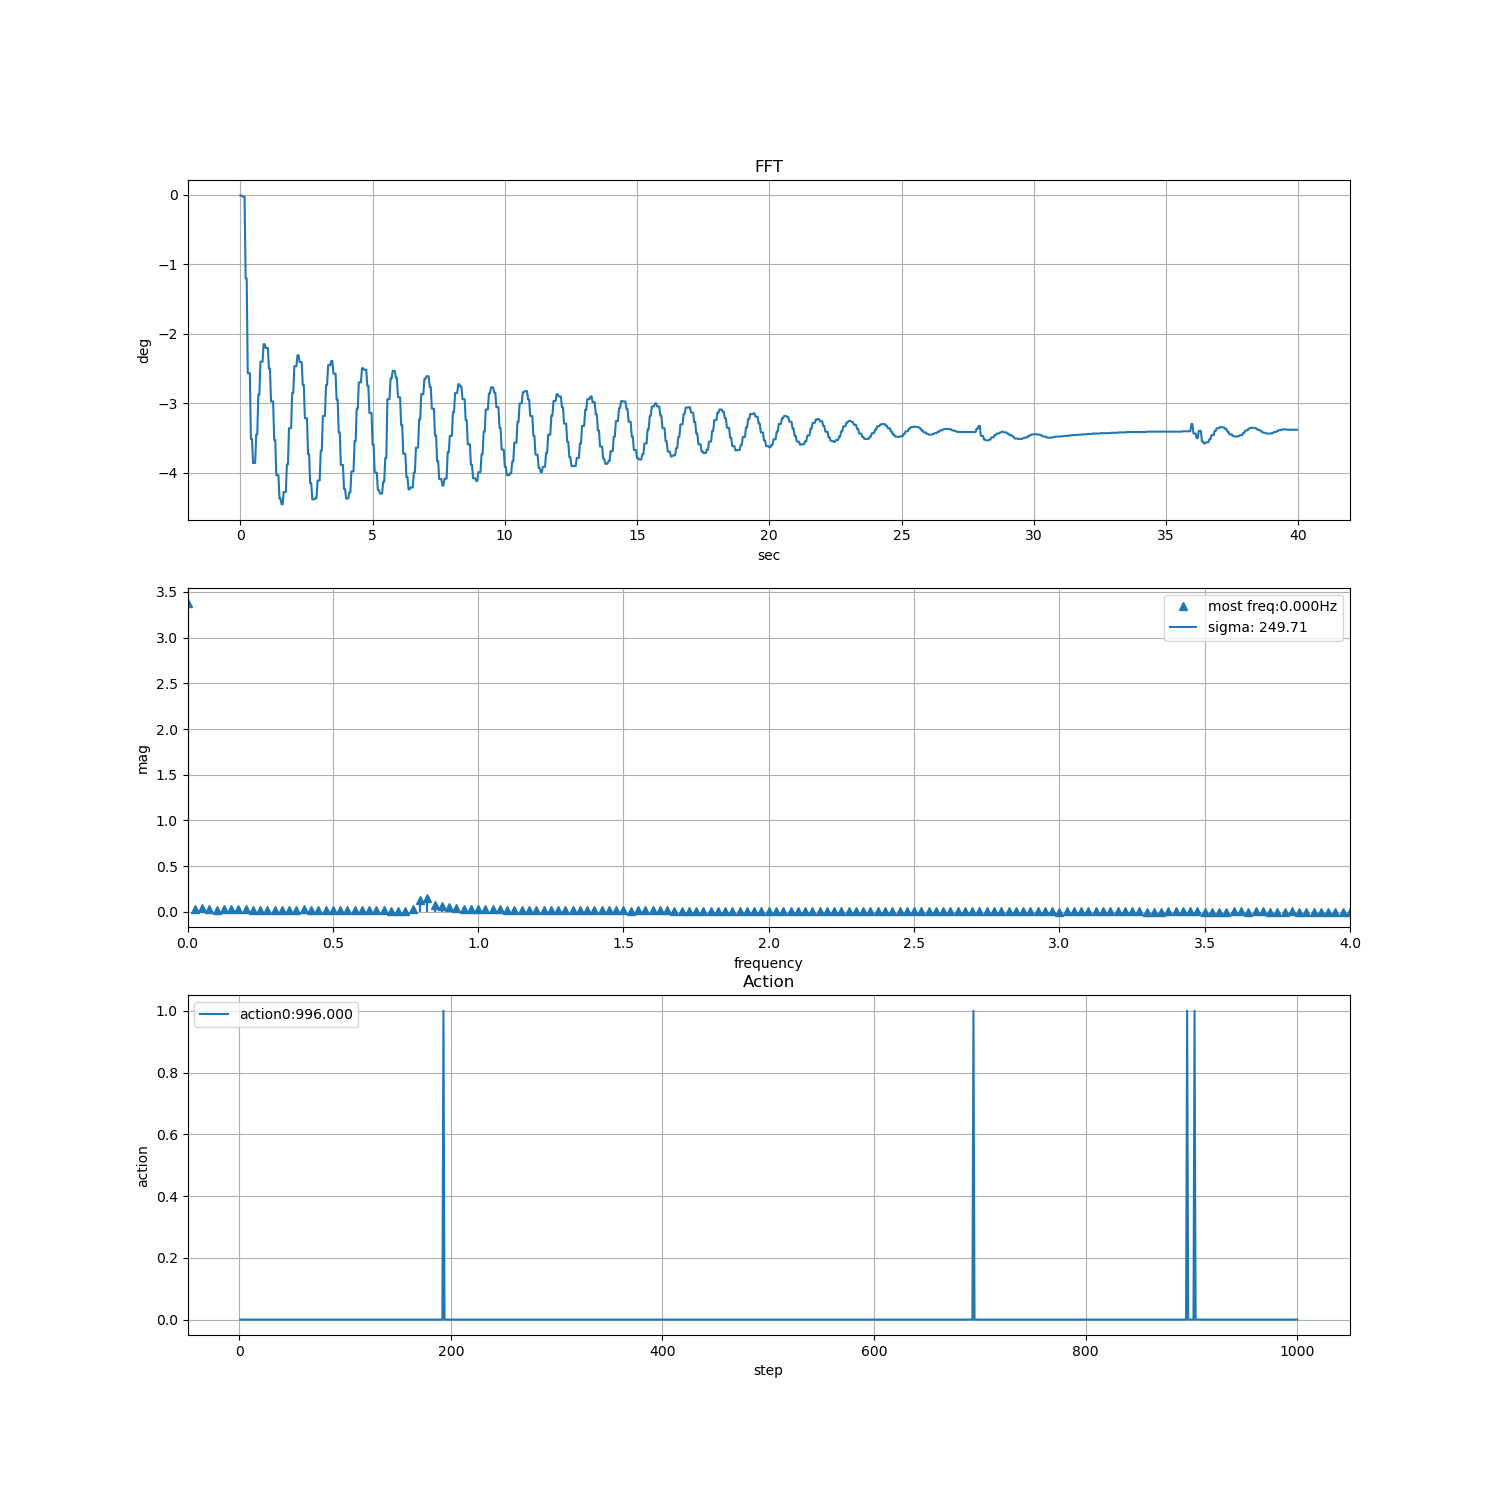 FFT
0
−1
−2
−3
−4
deg
0 5 10 15 20 25 30 35 40
sec
3.5
3.0
2.5
2.0
1.5
1.0
0.5
0.0
mag
most freq:0.000Hz
sigma: 249.71
0.0 0.5 1.0 1.5 2.0 2.5 3.0 3.5 4.0
frequency
Action
1.0
0.8
0.6
0.4
0.2
0.0
action
action0:996.000
0 200 400 600 800 1000
step